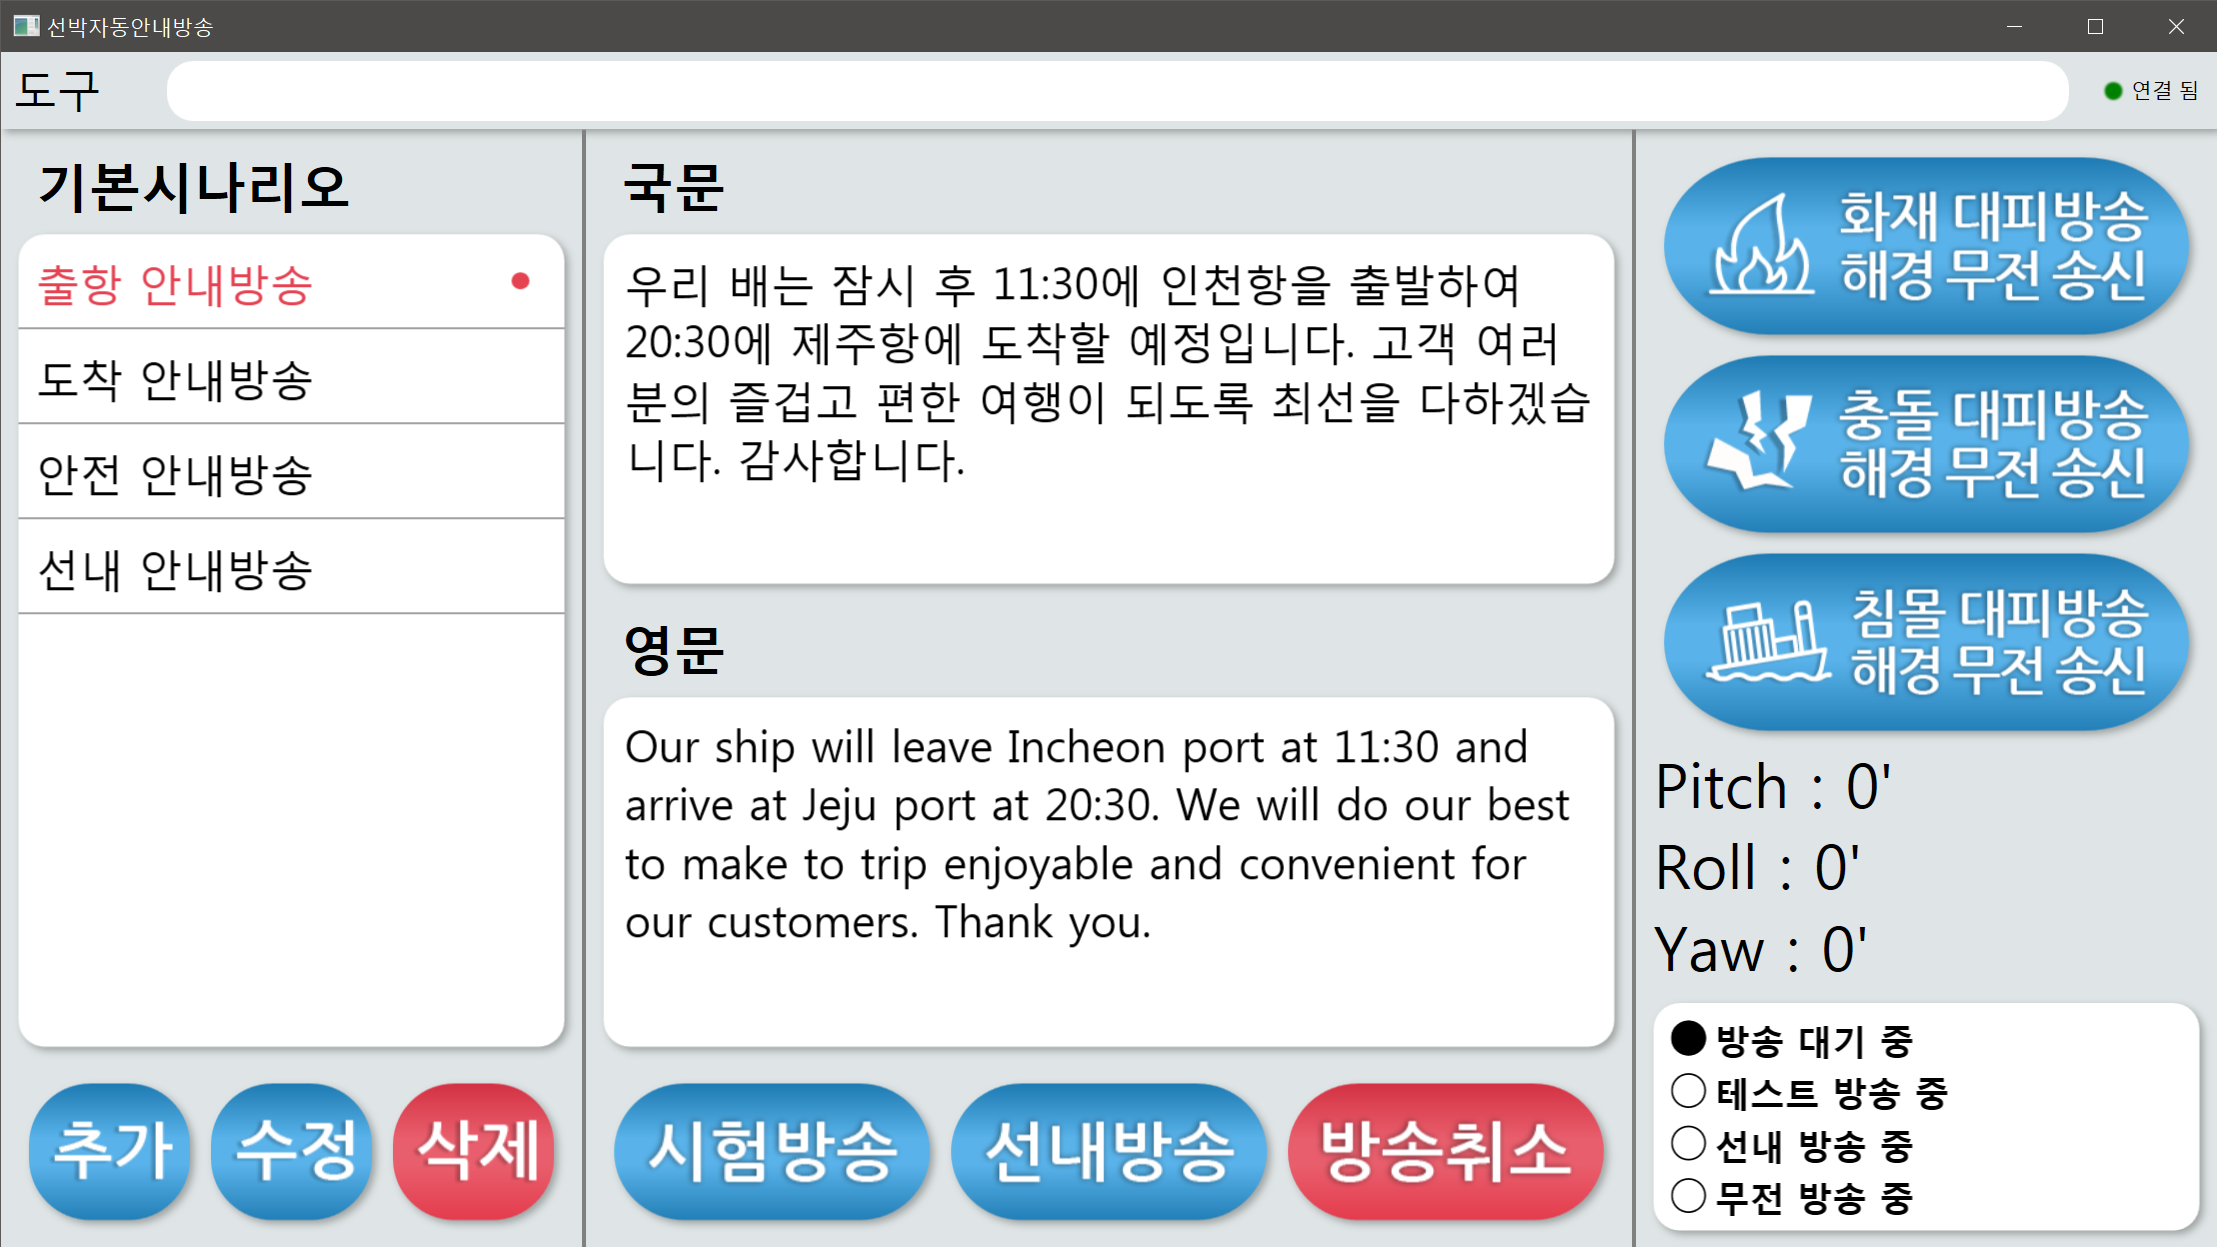 선박자동안내방송
도구
연결 됨
기본시나리오
출항 안내방송
도착 안내방송
안전 안내방송
선내 안내방송
추가
수정
삭제
국문
우리 배는 잠시 후 11:30에 인천항을 출발하여
20:30에 제주항에 도착할 예정입니다. 고객 여러
분의 즐겁고 편한 여행이 되도록 최선을 다하겠습
니다. 감사합니다.
영문
Our ship will leave Incheon port at 11:30 and
arrive at Jeju port at 20:30. We will do our best
to make to trip enjoyable and convenient for
our customers. Thank you.
시험방송
선내방송
방송취소
화재 대피방송
해경 무전 송신
충돌 대피방송
해경 무전 송신
침몰 대피방송
해경 무전 송신
Pitch : 0'
Roll : 0'
Yaw : 0'
방송 대기 중
테스트 방송 중
선내 방송 중
무전 방송 중